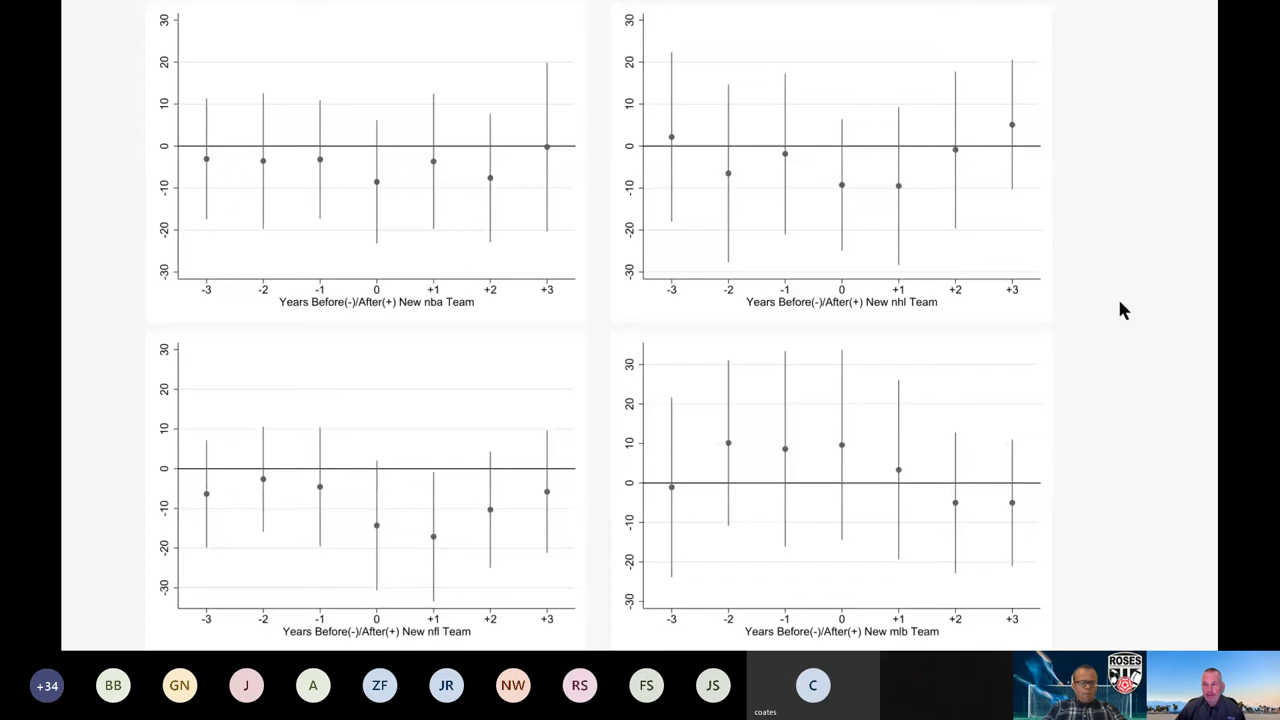 30
20
10
0
-10
-20
-30
-3 -2 -1 0 +1 +2 +3
Years Before(-)/After(+) New nba Team
30
20
10
0
-10
-20
-30
-3 -2 -1 0 +1 +2 +3
Years Before(-)/After(+) New nhl Team
30
20
10
0
-10
-20
-30
-3 -2 -1 0 +1 +2 +3
Years Before(-)/After(+) New nfl Team
30
20
10
0
-10
-20
-30
-3 -2 -1 0 +1 +2 +3
Years Before(-)/After(+) New mlb Team
+34 BB GN J A ZF JR NW RS FS JS C
coates
ROSES